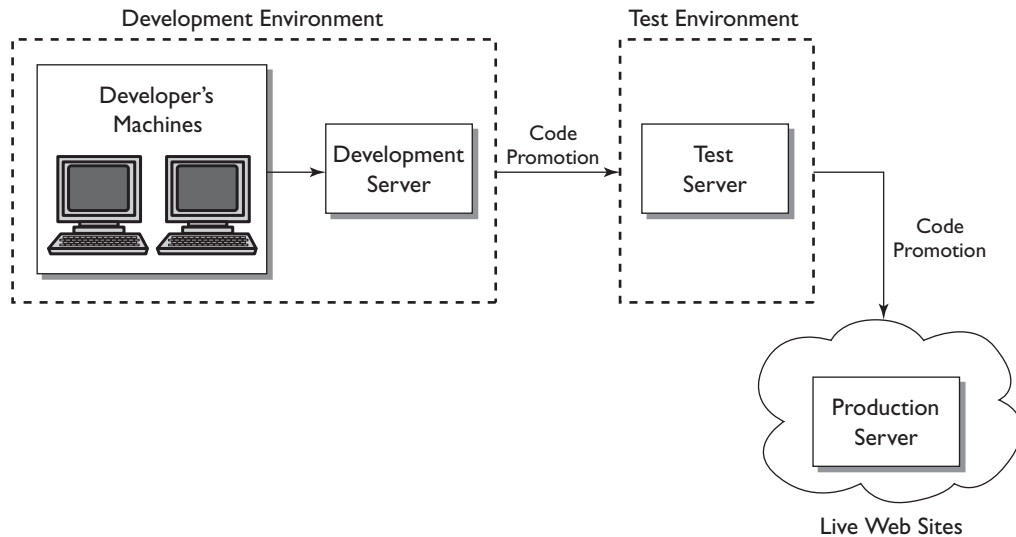 Development Environment
Test Environment
Developer's
Machines
Development
Server
Code
Promotion
Test
Server
Code
Promotion
Production
Server
Live Web Sites